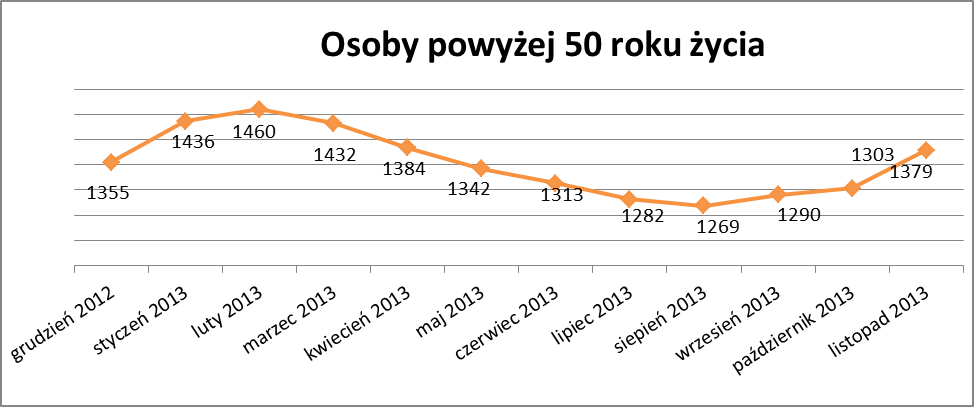 Osoby powyżej 50 roku życia
1355
1436
1460
1432
1384
1342
1313
1282
1269
1290
1303
1379
grudzień 2012
styczeń 2013
luty 2013
marzec 2013
kwiecień 2013
maj 2013
czerwiec 2013
lipiec 2013
siepień 2013
wrzesień 2013
październik 2013
listopad 2013